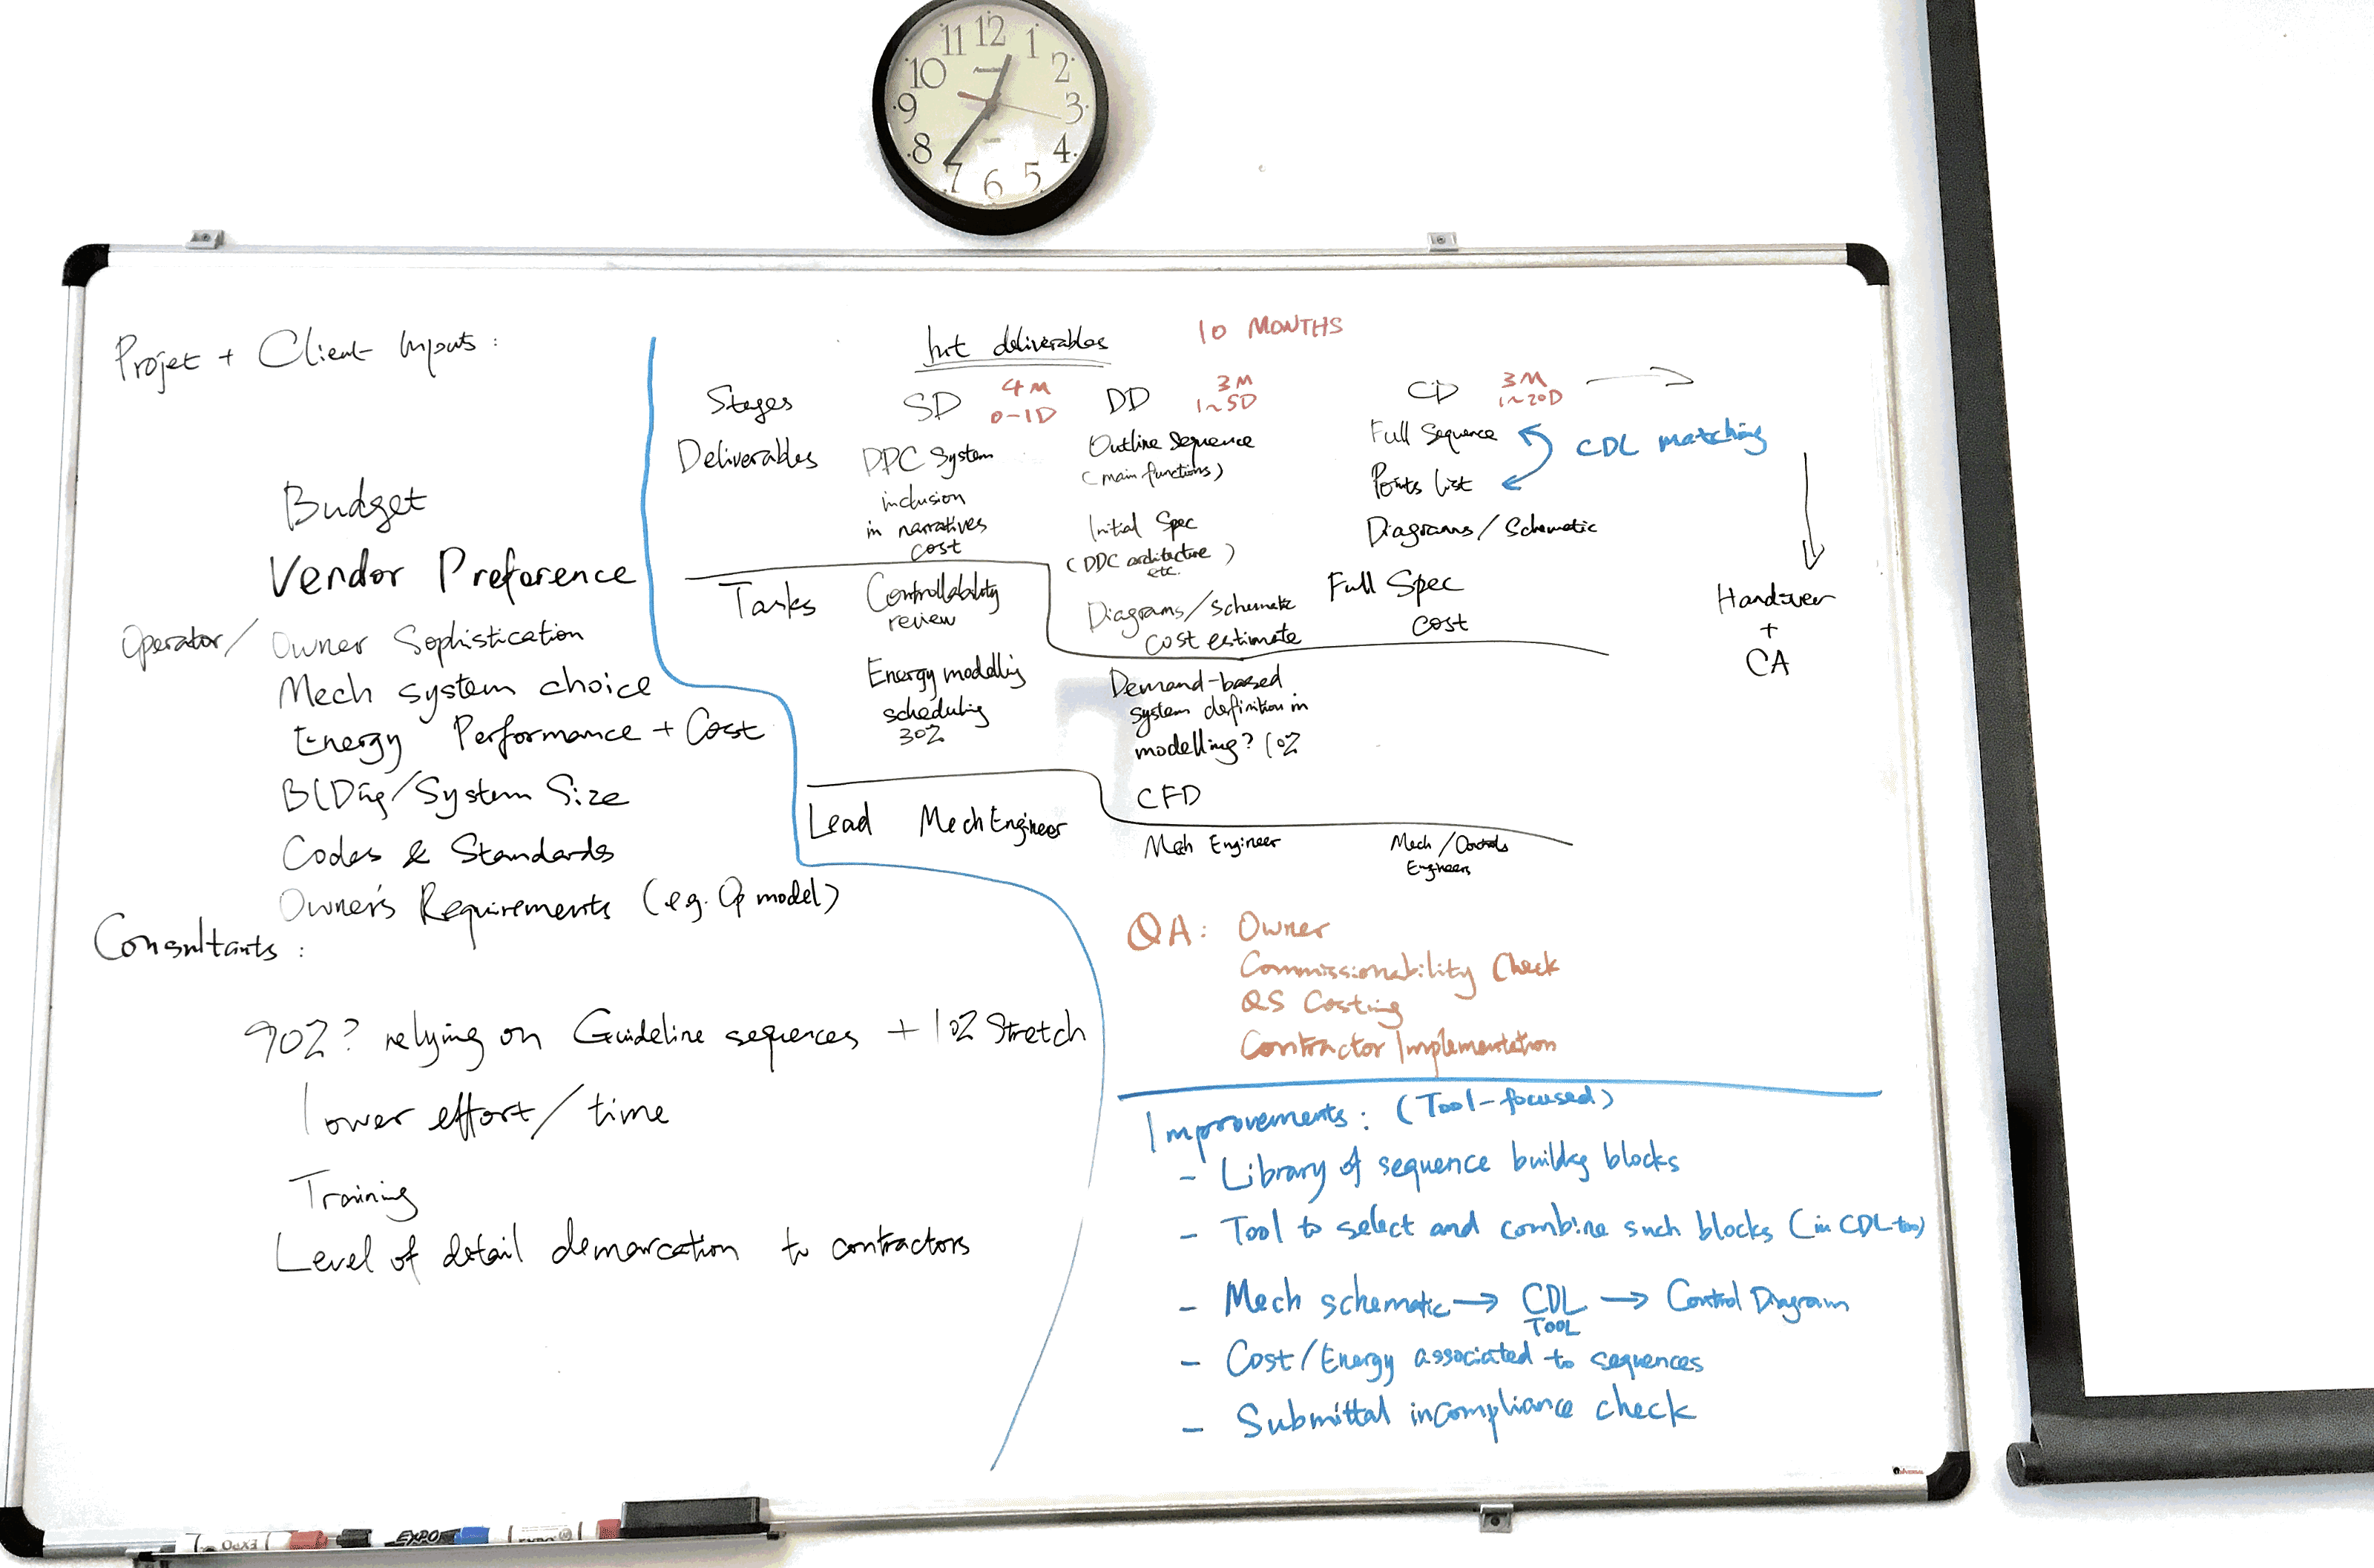 11 12 1
10 2
9 3
8 4
7 6 5
Projet + Client Inputs :
Budget
Vendor Preference
Operator/ Owner Sophistication
Mech system choice
Energy Performance + Cost
BLDing/System Size
Codes & Standards
Owner's Requirements (e.g. Op model)
Consultants :
90%? relying on Guideline sequences + 10% Stretch
lower effort/time
Training
Level of detail demarcation to contractors
Int deliverables 10 MONTHS
Stages SD 4M DD 3M CD 3M
0-1D 1~5D 1~20D
Deliverables
DDC System
inclusion
in narratives
cost
Outline Sequence
(main functions)
Initial Spec
(DDC architecture
etc. )
Diagrams/Schematic
Cost estimate
Full Sequence
Points list
CDL matching
Diagrams/Schematic
Full Spec
cost
Handover
+
CA
Tasks
Controllability
review
Energy modelling
scheduling
30%
Demand-based
system definition in
modelling? 10%
CFD
Lead Mech Engineer
Mech Engineer
Mech/Controls
Engineers
QA: Owner
Commissionability Check
QS Costing
Contractor Implementation
Improvements: (Tool-focused)
- Library of sequence building blocks
- Tool to select and combine such blocks (in CDL too)
- Mech schematic → CDL → Control Diagram
TOOL
- Cost/Energy associated to sequences
- Submittal incompliance check
EXPO
EXPO